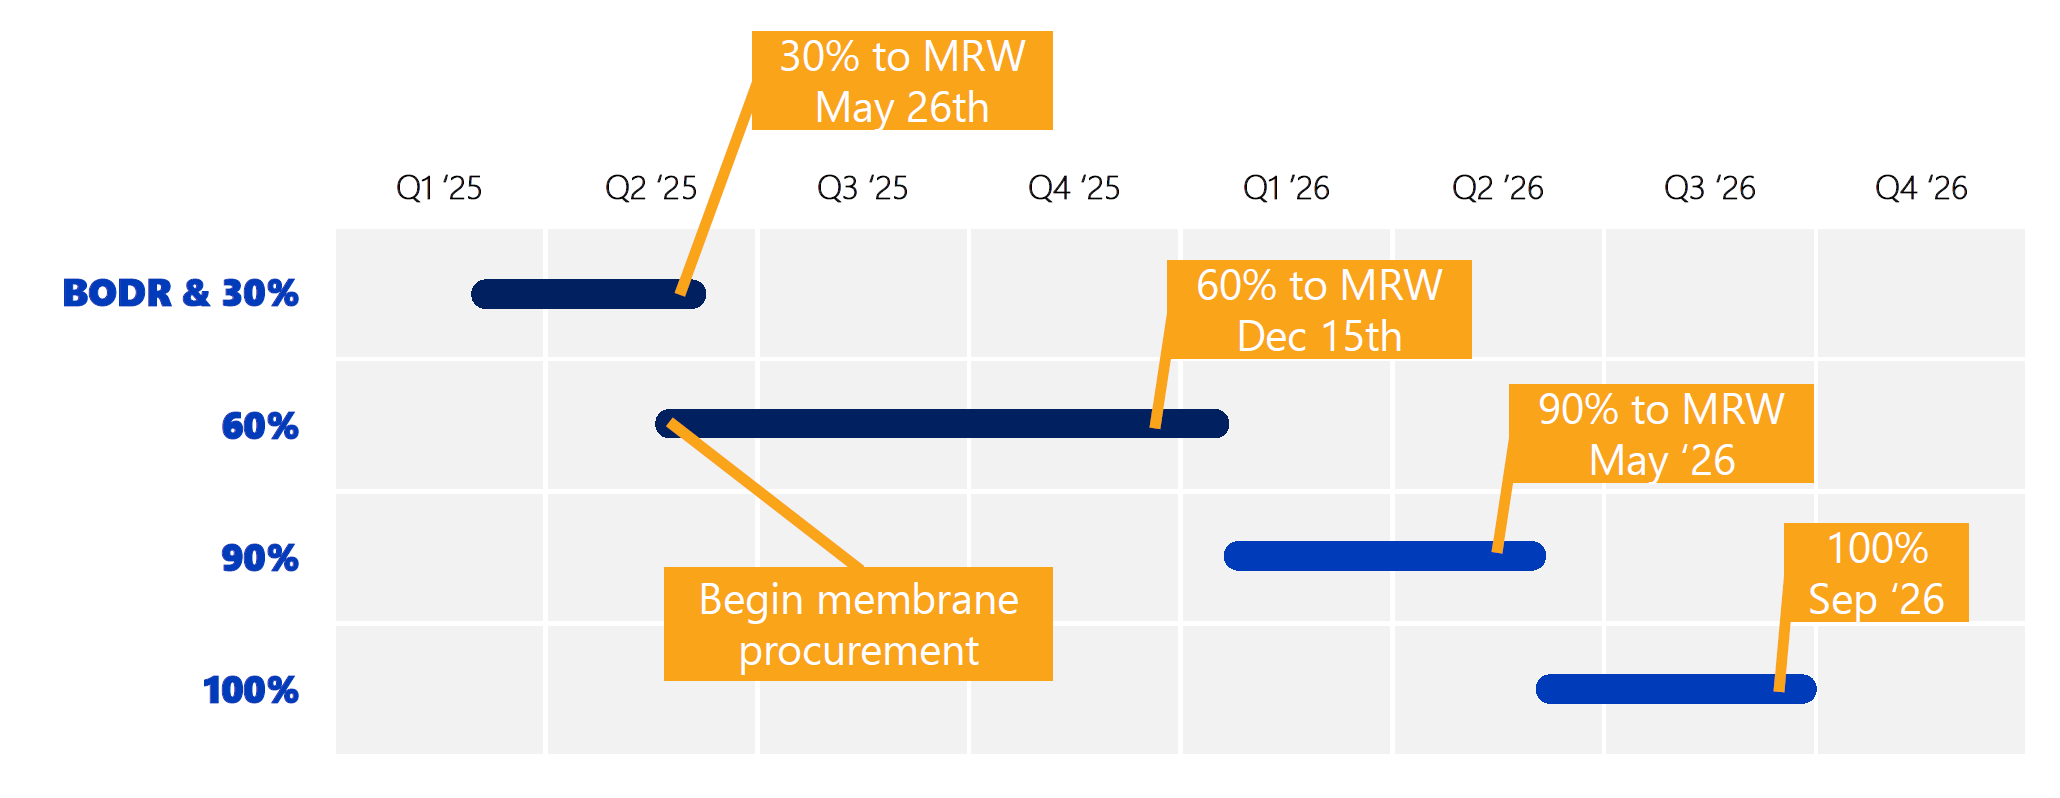 30% to MRW
May 26th
Q1 ‘25
Q2 ‘25
Q3 ‘25
Q4 ‘25
Q1 ‘26
Q2 ‘26
Q3 ‘26
Q4 ‘26
BODR & 30%
60% to MRW
Dec 15th
60%
90% to MRW
May ‘26
90%
Begin membrane
procurement
100%
Sep ‘26
100%